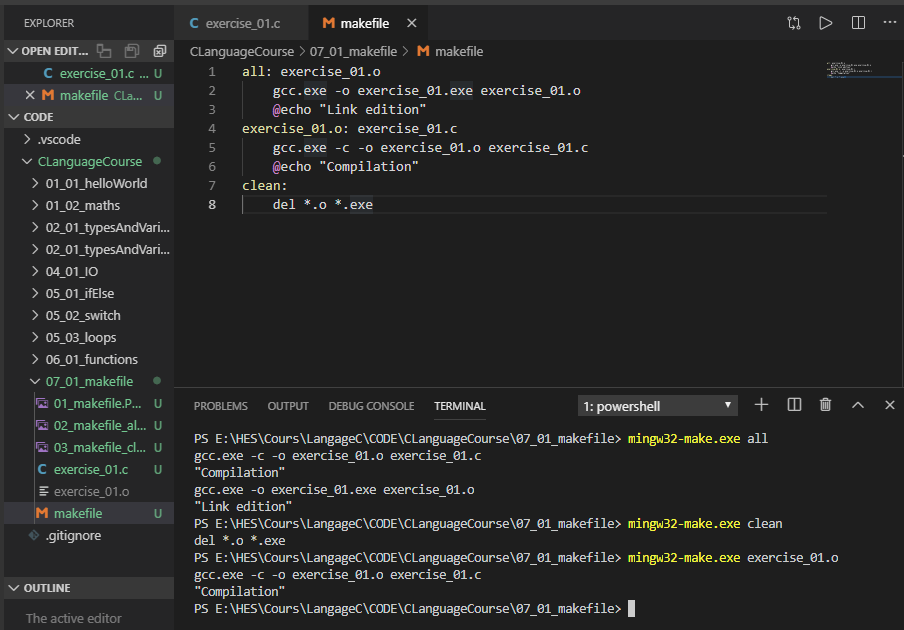 EXPLORER
OPEN EDIT...
C exercise_01.c ... U
M makefile CLa... U
CODE
.vscode
CLanguageCourse
01_01_helloWorld
01_02_maths
02_01_typesAndVari...
02_01_typesAndVari...
04_01_IO
05_01_ifElse
05_02_switch
05_03_loops
06_01_functions
07_01_makefile
01_makefile.P... U
02_makefile_al... U
03_makefile_cl... U
C exercise_01.c U
exercise_01.o
M makefile U
.gitignore
OUTLINE
The active editor
C exercise_01.c
M makefile
CLanguageCourse > 07_01_makefile > M makefile
1 all: exercise_01.o
2 gcc.exe -o exercise_01.exe exercise_01.o
3 @echo "Link edition"
4 exercise_01.o: exercise_01.c
5 gcc.exe -c -o exercise_01.o exercise_01.c
6 @echo "Compilation"
7 clean:
8 del *.o *.exe
PROBLEMS OUTPUT DEBUG CONSOLE TERMINAL 1: powershell
PS E:\HES\Cours\LangageC\CODE\CLanguageCourse\07_01_makefile> mingw32-make.exe all
gcc.exe -c -o exercise_01.o exercise_01.c
"Compilation"
gcc.exe -o exercise_01.exe exercise_01.o
"Link edition"
PS E:\HES\Cours\LangageC\CODE\CLanguageCourse\07_01_makefile> mingw32-make.exe clean
del *.o *.exe
PS E:\HES\Cours\LangageC\CODE\CLanguageCourse\07_01_makefile> mingw32-make.exe exercise_01.o
gcc.exe -c -o exercise_01.o exercise_01.c
"Compilation"
PS E:\HES\Cours\LangageC\CODE\CLanguageCourse\07_01_makefile>